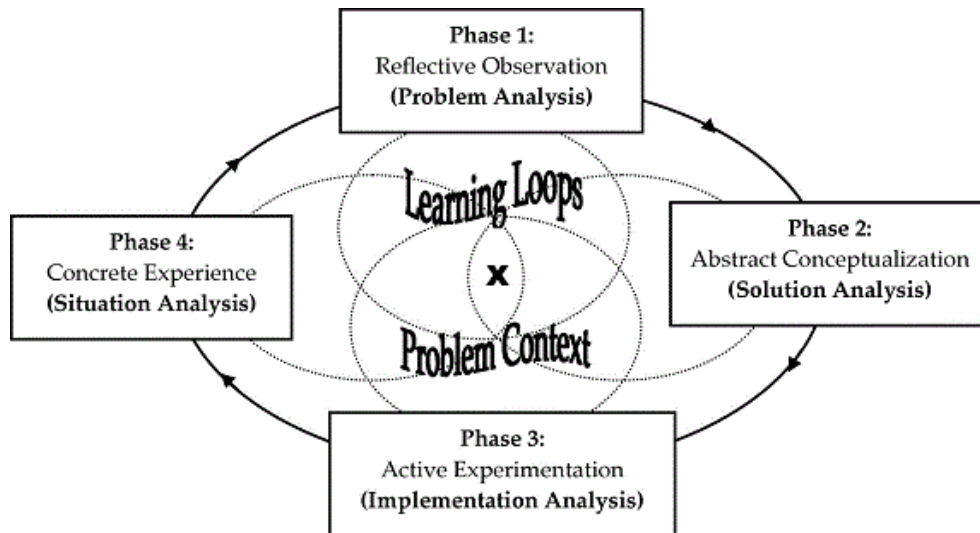 Phase 1:
Reflective Observation
(Problem Analysis)
Learning Loops
Phase 4:
Concrete Experience
(Situation Analysis)
x
Phase 2:
Abstract Conceptualization
(Solution Analysis)
Problem Context
Phase 3:
Active Experimentation
(Implementation Analysis)